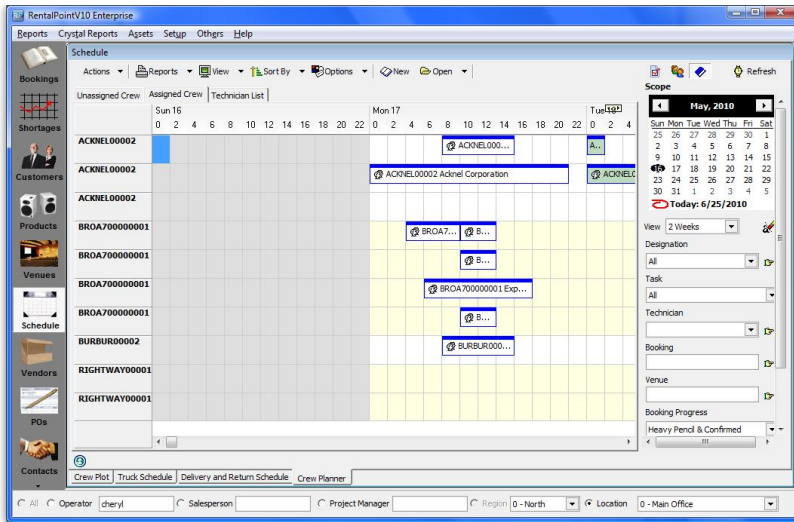 RentalPointV10 Enterprise
Reports Crystal Reports Assets Setup Others Help
Bookings
Shortages
Customers
Products
Venues
Schedule
Vendors
POs
Contacts
Schedule
Actions Reports View Sort By Options New Open Refresh
Unassigned Crew Assigned Crew Technician List
Sun 16 Mon 17
0 2 4 6 8 10 12 14 16 18 20 22 0 2 4 6 8 10 12 14 16 18 20 22 0 2 4
ACKNEL00002 ACKNEL000... A..
ACKNEL00002 ACKNEL00002 Acknel Corporation ACKNEL0
ACKNEL00002
BROA700000001 BROA7... B...
BROA700000001 B...
BROA700000001 BROA700000001 Exp...
BROA700000001 B...
BURBUR00002 BURBUR000...
RIGHTWAY00001
RIGHTWAY00001
Crew Plot Truck Schedule Delivery and Return Schedule Crew Planner
Scope
May, 2010
Sun Mon Tue Wed Thu Fri Sat
25 26 27 28 29 30 1
2 3 4 5 6 7 8
9 10 11 12 13 14 15
16 17 18 19 20 21 22
23 24 25 26 27 28 29
30 31 1 2 3 4 5
Today: 6/25/2010
View 2 Weeks
Designation
All
Task
All
Technician
Booking
Venue
Booking Progress
Heavy Pencil & Confirmed
All Operator cheryl Salesperson Project Manager Region 0 - North Location 0 - Main Office